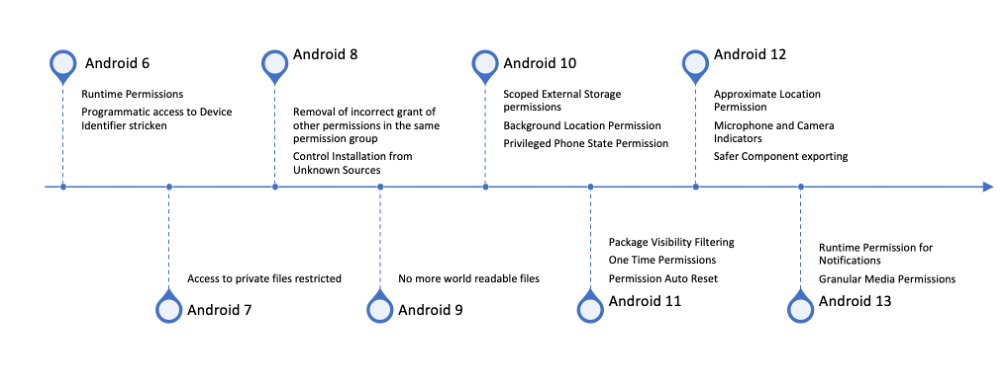 Android 6
Runtime Permissions
Programmatic access to Device
Identifier stricken
Android 8
Removal of incorrect grant of
other permissions in the same
permission group
Control Installation from
Unknown Sources
Android 10
Scoped External Storage
permissions
Background Location Permission
Privileged Phone State Permission
Android 12
Approximate Location
Permission
Microphone and Camera
Indicators
Safer Component exporting
Access to private files restricted
Android 7
No more world readable files
Android 9
Package Visibility Filtering
One Time Permissions
Permission Auto Reset
Android 11
Runtime Permission for
Notifications
Granular Media Permissions
Android 13